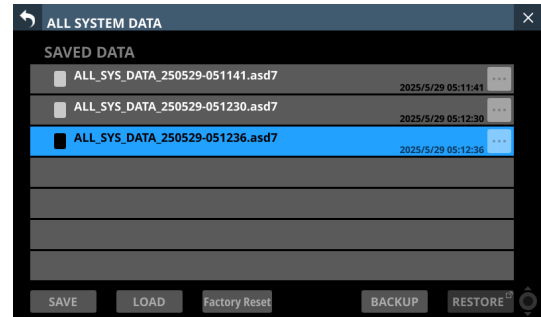 ALL SYSTEM DATA
SAVED DATA
ALL_SYS_DATA_250529-051141.asd7
2025/5/29 05:11:41
ALL_SYS_DATA_250529-051230.asd7
2025/5/29 05:12:30
ALL_SYS_DATA_250529-051236.asd7
2025/5/29 05:12:36
SAVE LOAD Factory Reset BACKUP RESTORE